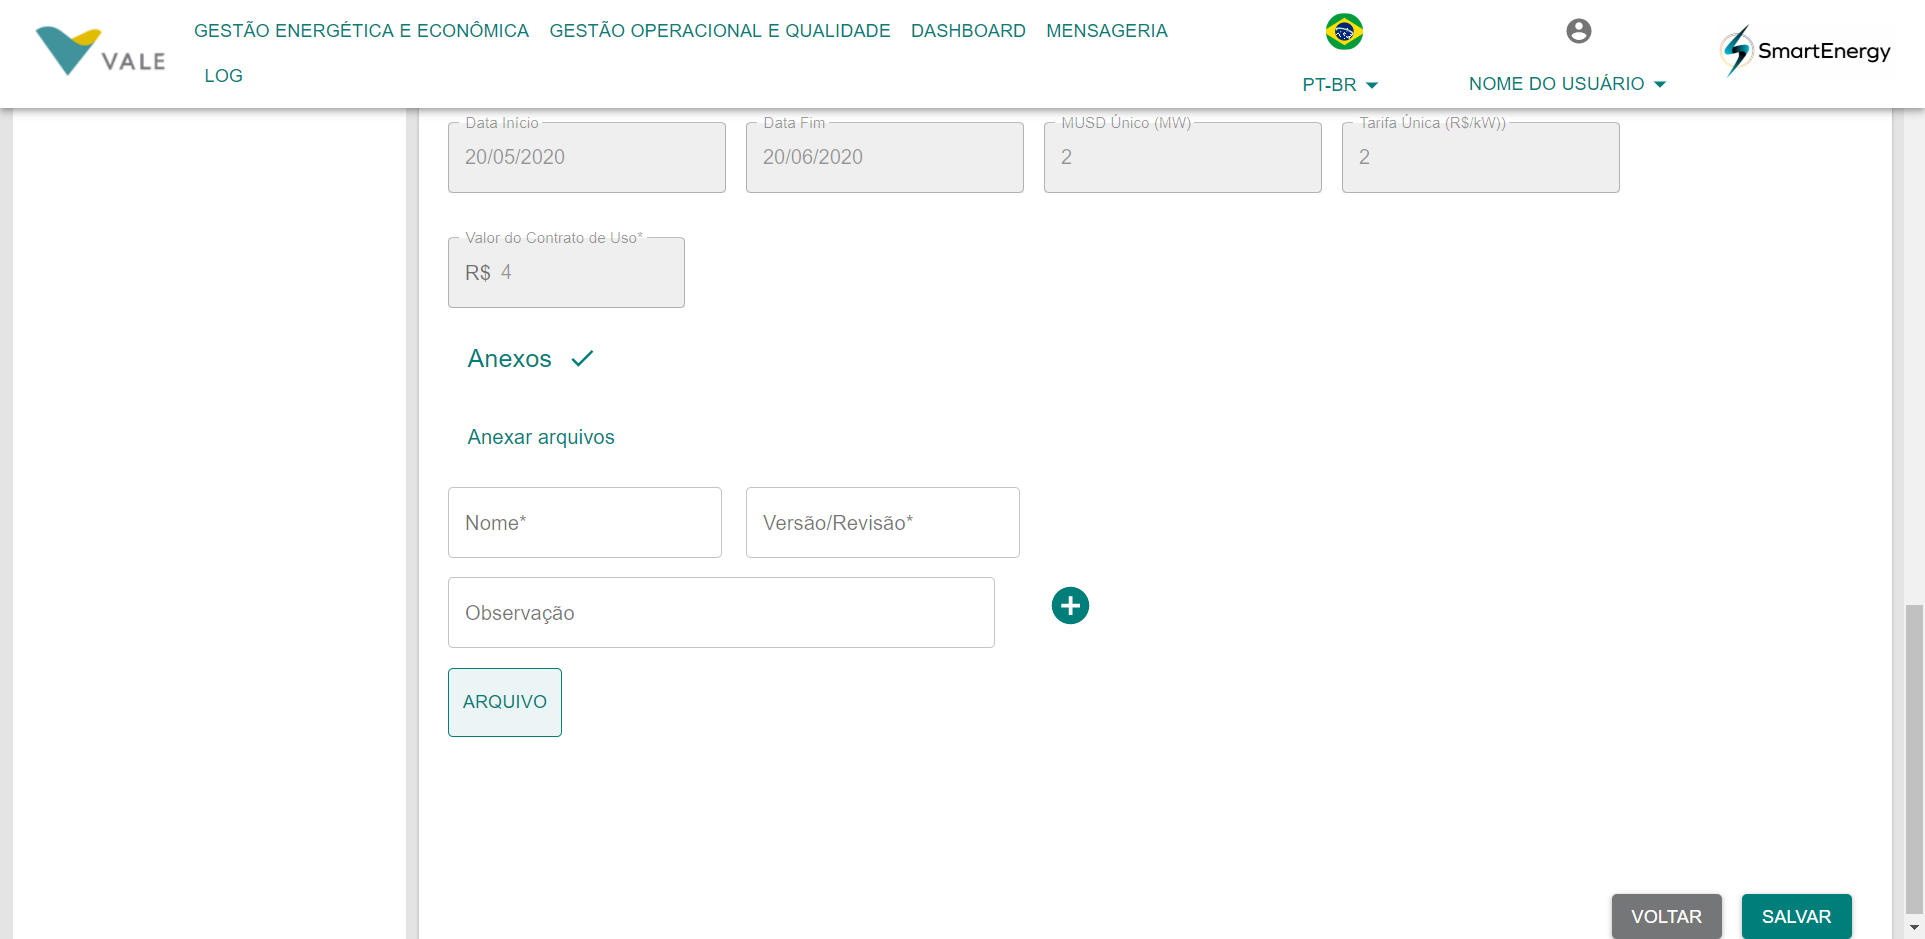 VALE
GESTÃO ENERGÉTICA E ECONÔMICA GESTÃO OPERACIONAL E QUALIDADE DASHBOARD MENSAGERIA
LOG
PT-BR
NOME DO USUÁRIO
SmartEnergy
Data Início Data Fim MUSD Único (MW) Tarifa Única (R$/kW))
20/05/2020 20/06/2020 2 2
Valor do Contrato de Uso*
R$ 4
Anexos
Anexar arquivos
Nome* Versão/Revisão*
Observação
ARQUIVO
VOLTAR SALVAR